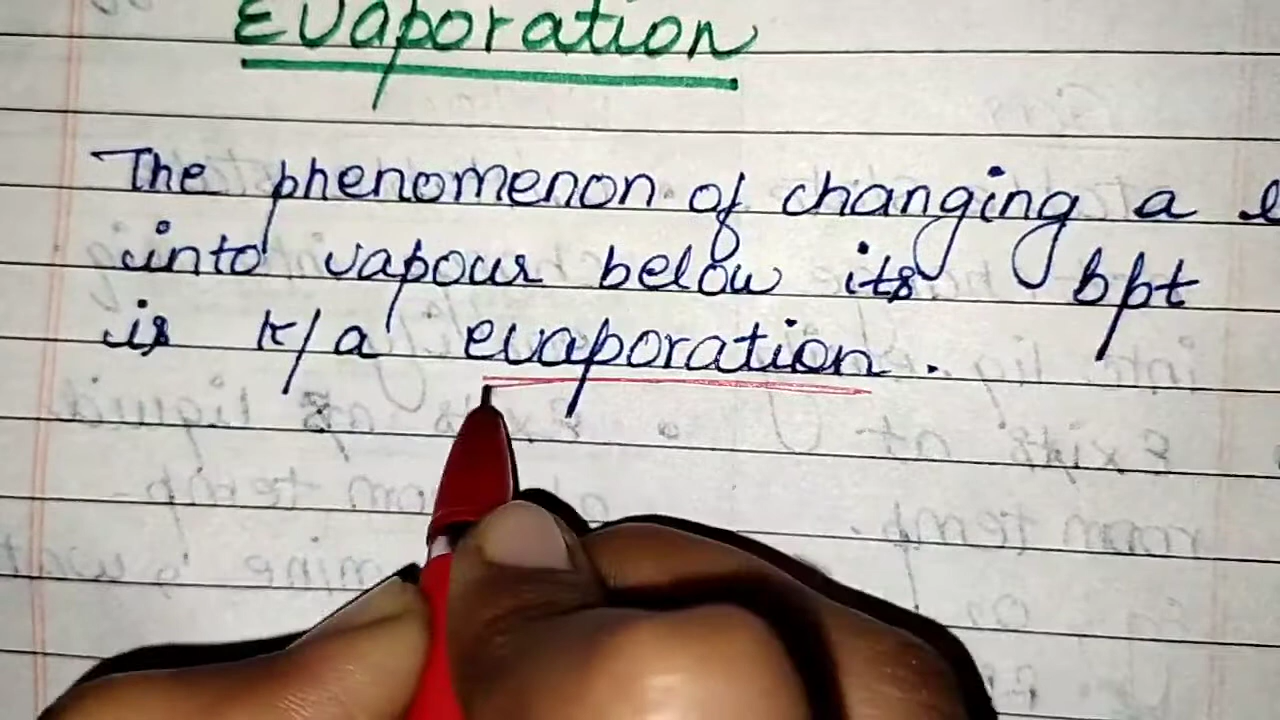 Evaporation
The phenomenon of changing a
into vapour below its bpt
is k/a evaporation.